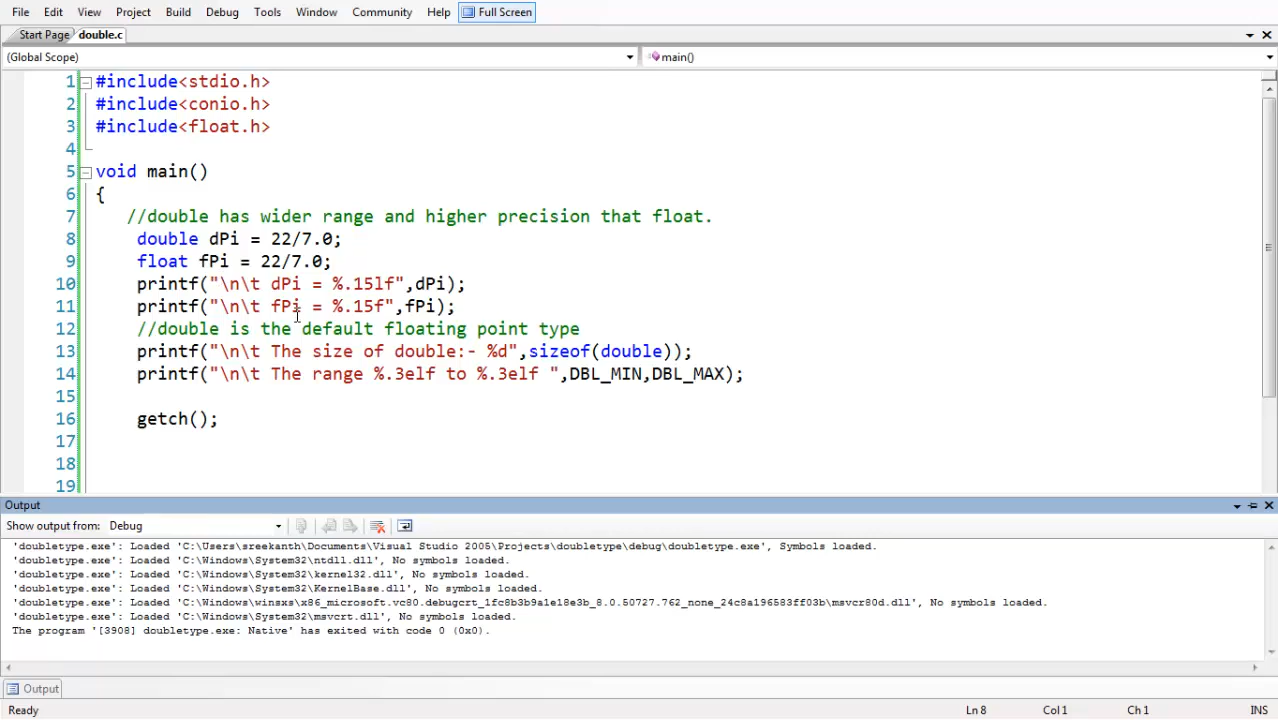 File Edit View Project Build Debug Tools Window Community Help Full Screen
Start Page double.c
(Global Scope) main()
1 #include<stdio.h>
2 #include<conio.h>
3 #include<float.h>
4
5 void main()
6 {
7 //double has wider range and higher precision that float.
8 double dPi = 22/7.0;
9 float fPi = 22/7.0;
10 printf("\n\t dPi = %.15lf",dPi);
11 printf("\n\t fPi = %.15f",fPi);
12 //double is the default floating point type
13 printf("\n\t The size of double:- %d",sizeof(double));
14 printf("\n\t The range %.3elf to %.3elf ",DBL_MIN,DBL_MAX);
15
16 getch();
17
18
19
Output
Show output from: Debug
'doubletype.exe': Loaded 'C:\Users\sreekanth\Documents\Visual Studio 2005\Projects\doubletype\debug\doubletype.exe', Symbols loaded.
'doubletype.exe': Loaded 'C:\Windows\System32\ntdll.dll', No symbols loaded.
'doubletype.exe': Loaded 'C:\Windows\System32\kernel32.dll', No symbols loaded.
'doubletype.exe': Loaded 'C:\Windows\System32\KernelBase.dll', No symbols loaded.
'doubletype.exe': Loaded 'C:\Windows\winsxs\x86_microsoft.vc80.debugcrt_1fc8b3b9a1e18e3b_8.0.50727.762_none_24c8a196583ff03b\msvcr80d.dll', No symbols loaded.
'doubletype.exe': Loaded 'C:\Windows\System32\msvcrt.dll', No symbols loaded.
The program '[3908] doubletype.exe: Native' has exited with code 0 (0x0).
Output
Ready Ln 8 Col 1 Ch 1 INS